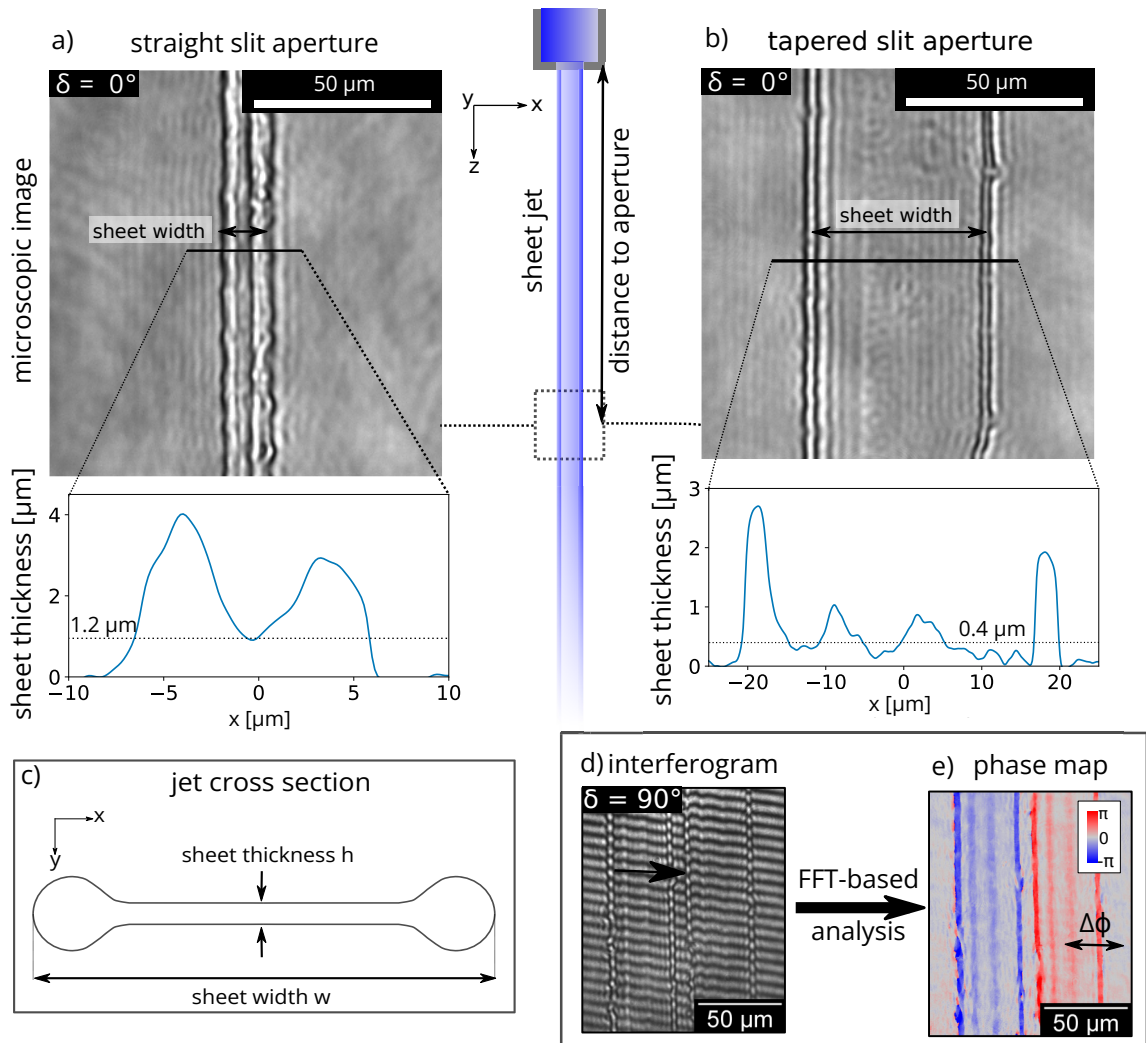 a) straight slit aperture
δ = 0°
50 µm
microscopic image
sheet width
sheet thickness [µm]
4
2
0
1.2 µm
−10
−5
0
5
10
x [µm]
y
x
z
sheet jet
distance to aperture
b) tapered slit aperture
δ = 0°
50 µm
sheet width
sheet thickness [µm]
3
2
1
0
0.4 µm
−20
−10
0
10
20
x [µm]
c) jet cross section
x
y
sheet thickness h
sheet width w
d) interferogram
δ = 90°
50 µm
FFT-based
analysis
e) phase map
π
0
-π
Δϕ
50 µm